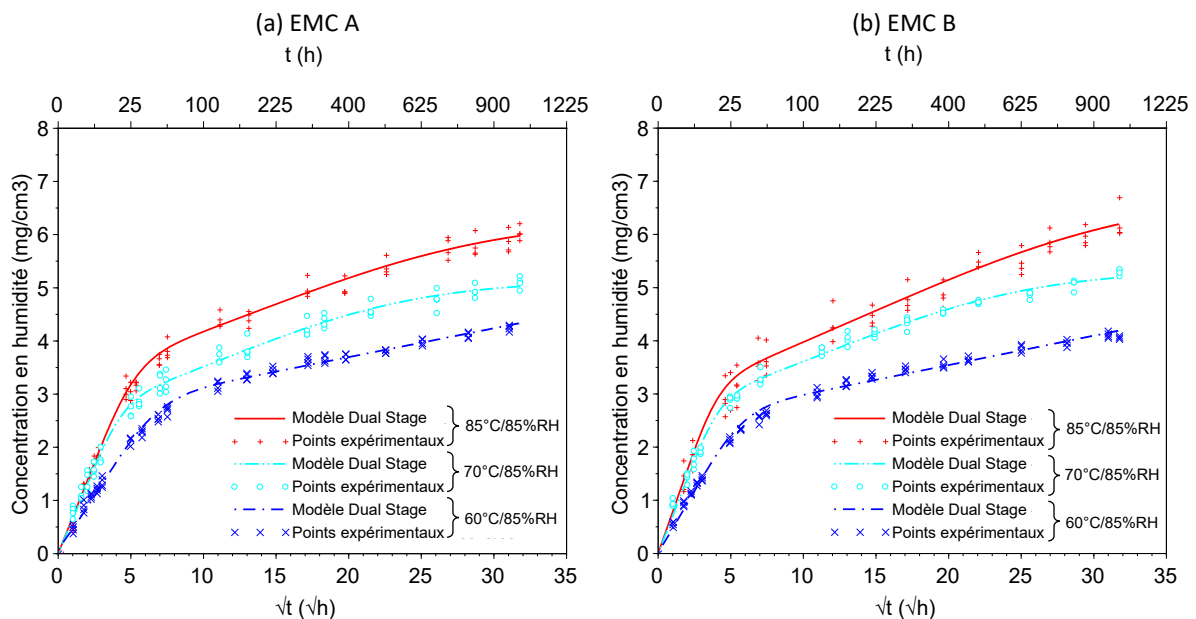 (a) EMC A
t (h)
0 25 100 225 400 625 900 1225
8
7
6
5
4
3
2
1
0
Concentration en humidité (mg/cm3)
Modèle Dual Stage
Points expérimentaux
85°C/85%RH
Modèle Dual Stage
Points expérimentaux
70°C/85%RH
Modèle Dual Stage
Points expérimentaux
60°C/85%RH
0 5 10 15 20 25 30 35
√t (√h)
(b) EMC B
t (h)
0 25 100 225 400 625 900 1225
8
7
6
5
4
3
2
1
0
Concentration en humidité (mg/cm3)
Modèle Dual Stage
Points expérimentaux
85°C/85%RH
Modèle Dual Stage
Points expérimentaux
70°C/85%RH
Modèle Dual Stage
Points expérimentaux
60°C/85%RH
0 5 10 15 20 25 30 35
√t (√h)